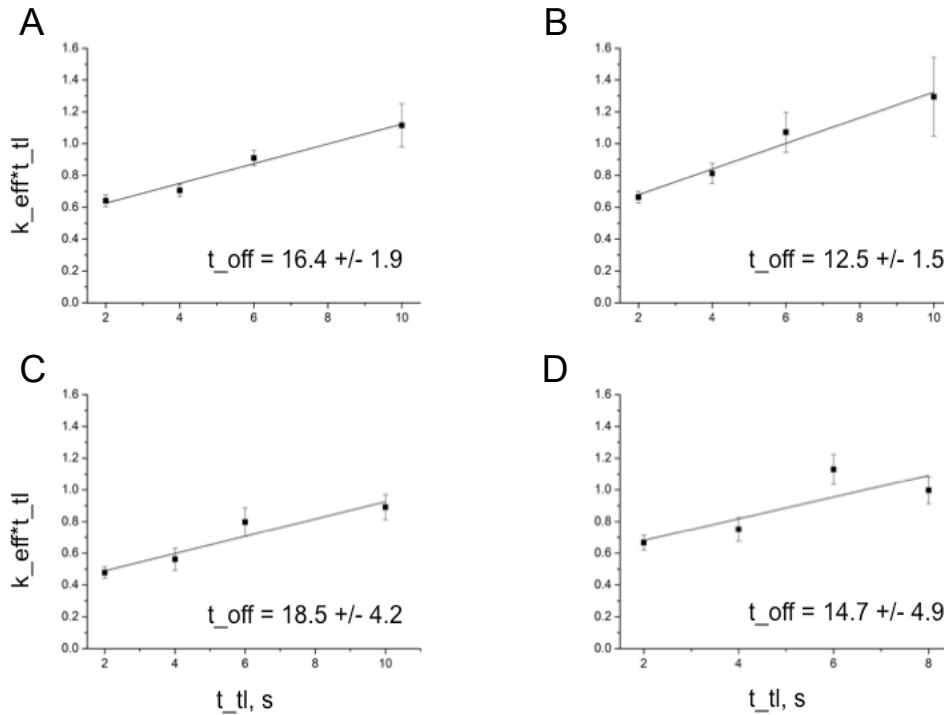 A
1.6
1.4
1.2
1.0
0.8
0.6
0.4
0.2
0.0
k_eff*t_tl
t_off = 16.4 +/- 1.9
2 4 6 8 10
B
1.6
1.4
1.2
1.0
0.8
0.6
0.4
0.2
0.0
t_off = 12.5 +/- 1.5
2 4 6 8 10
C
1.6
1.4
1.2
1.0
0.8
0.6
0.4
0.2
0.0
k_eff*t_tl
t_off = 18.5 +/- 4.2
2 4 6 8 10
t_tl, s
D
1.6
1.4
1.2
1.0
0.8
0.6
0.4
0.2
0.0
t_off = 14.7 +/- 4.9
2 4 6 8
t_tl, s